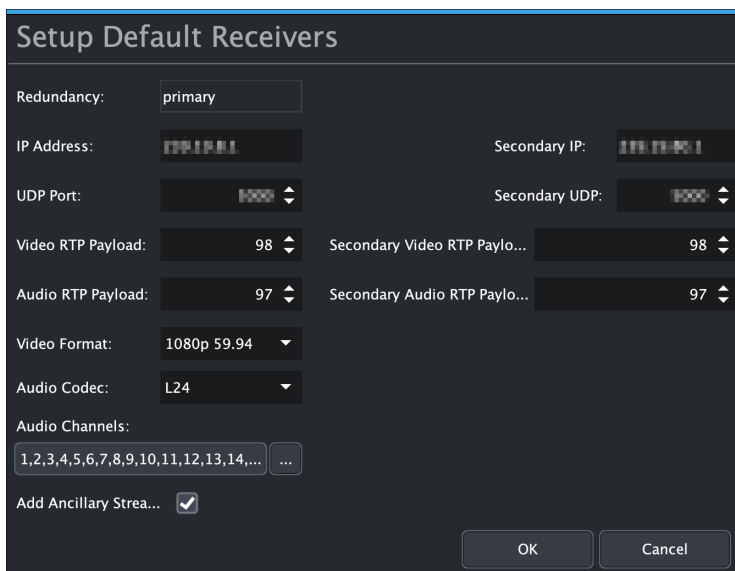 Setup Default Receivers
Redundancy: primary
IP Address: Secondary IP:
UDP Port: Secondary UDP:
Video RTP Payload: 98 Secondary Video RTP Paylo... 98
Audio RTP Payload: 97 Secondary Audio RTP Paylo... 97
Video Format: 1080p 59.94
Audio Codec: L24
Audio Channels:
1,2,3,4,5,6,7,8,9,10,11,12,13,14,... ...
Add Ancillary Strea...
OK Cancel